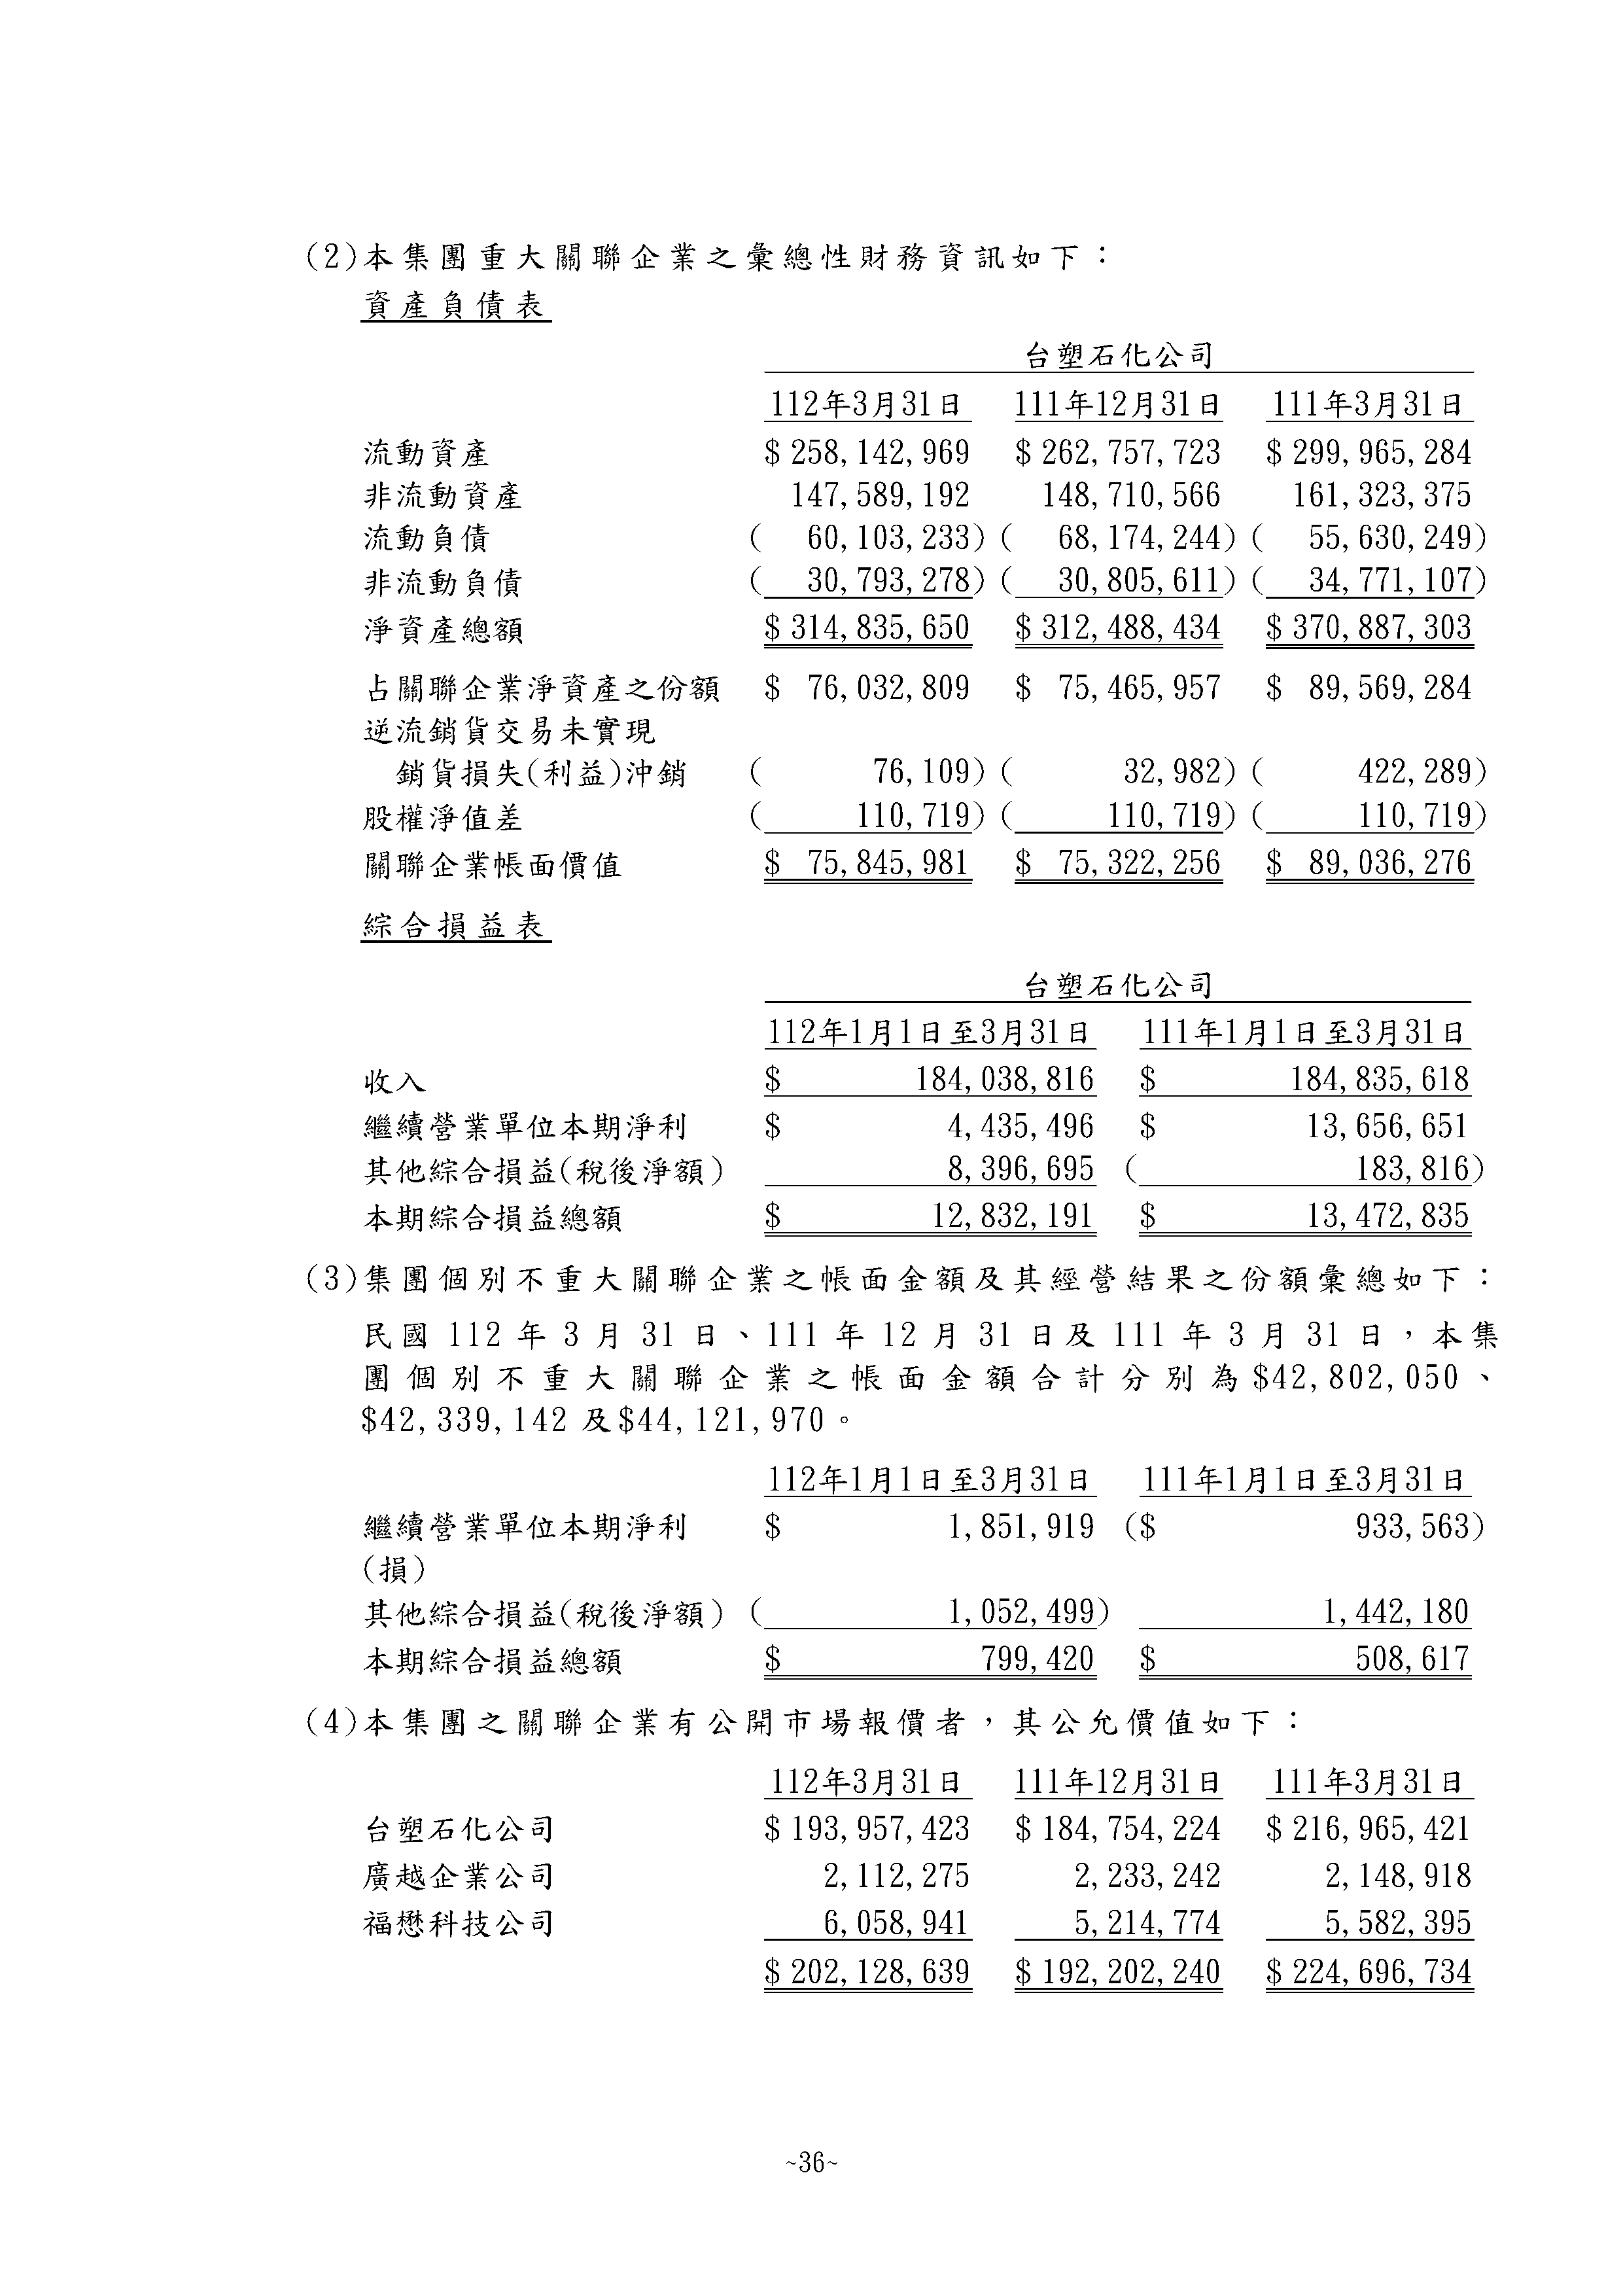 (2)本集團重大關聯企業之彙總性財務資訊如下：
資產負債表
台塑石化公司
112年3月31日 111年12月31日 111年3月31日
流動資產 $ 258,142,969 $ 262,757,723 $ 299,965,284
非流動資產 147,589,192 148,710,566 161,323,375
流動負債 ( 60,103,233) ( 68,174,244) ( 55,630,249)
非流動負債 ( 30,793,278) ( 30,805,611) ( 34,771,107)
淨資產總額 $ 314,835,650 $ 312,488,434 $ 370,887,303
占關聯企業淨資產之份額 $ 76,032,809 $ 75,465,957 $ 89,569,284
逆流銷貨交易未實現
銷貨損失(利益)沖銷 ( 76,109) ( 32,982) ( 422,289)
股權淨值差 ( 110,719) ( 110,719) ( 110,719)
關聯企業帳面價值 $ 75,845,981 $ 75,322,256 $ 89,036,276
綜合損益表
台塑石化公司
112年1月1日至3月31日 111年1月1日至3月31日
收入 $ 184,038,816 $ 184,835,618
繼續營業單位本期淨利 $ 4,435,496 $ 13,656,651
其他綜合損益(稅後淨額) 8,396,695 ( 183,816)
本期綜合損益總額 $ 12,832,191 $ 13,472,835
(3)集團個別不重大關聯企業之帳面金額及其經營結果之份額彙總如下：
民國 112 年 3 月 31 日、111 年 12 月 31 日及 111 年 3 月 31 日，本集
團個別不重大關聯企業之帳面金額合計分別為$42,802,050、
$42,339,142 及$44,121,970。
112年1月1日至3月31日 111年1月1日至3月31日
繼續營業單位本期淨利 $ 1,851,919 ($ 933,563)
(損)
其他綜合損益(稅後淨額) ( 1,052,499) 1,442,180
本期綜合損益總額 $ 799,420 $ 508,617
(4)本集團之關聯企業有公開市場報價者，其公允價值如下：
112年3月31日 111年12月31日 111年3月31日
台塑石化公司 $ 193,957,423 $ 184,754,224 $ 216,965,421
廣越企業公司 2,112,275 2,233,242 2,148,918
福懋科技公司 6,058,941 5,214,774 5,582,395
$ 202,128,639 $ 192,202,240 $ 224,696,734
~36~